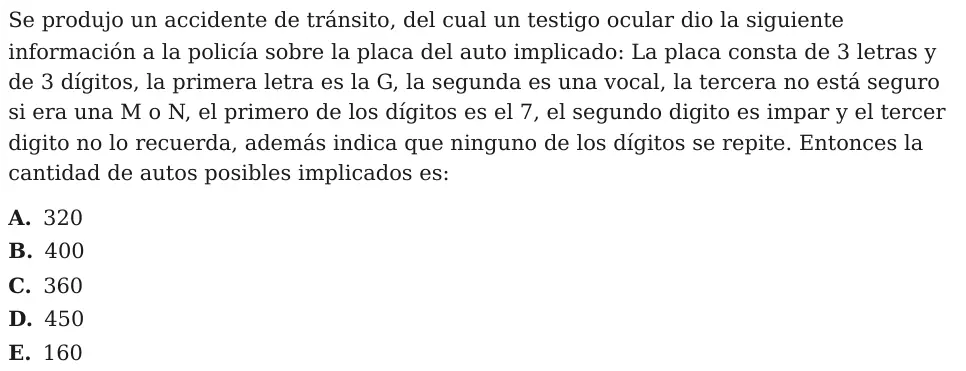 Se produjo un accidente de tránsito, del cual un testigo ocular dio la siguiente
información a la policía sobre la placa del auto implicado: La placa consta de 3 letras y
de 3 dígitos, la primera letra es la G, la segunda es una vocal, la tercera no está seguro
si era una M o N, el primero de los dígitos es el 7, el segundo digito es impar y el tercer
digito no lo recuerda, además indica que ninguno de los dígitos se repite. Entonces la
cantidad de autos posibles implicados es:
A. 320
B. 400
C. 360
D. 450
E. 160